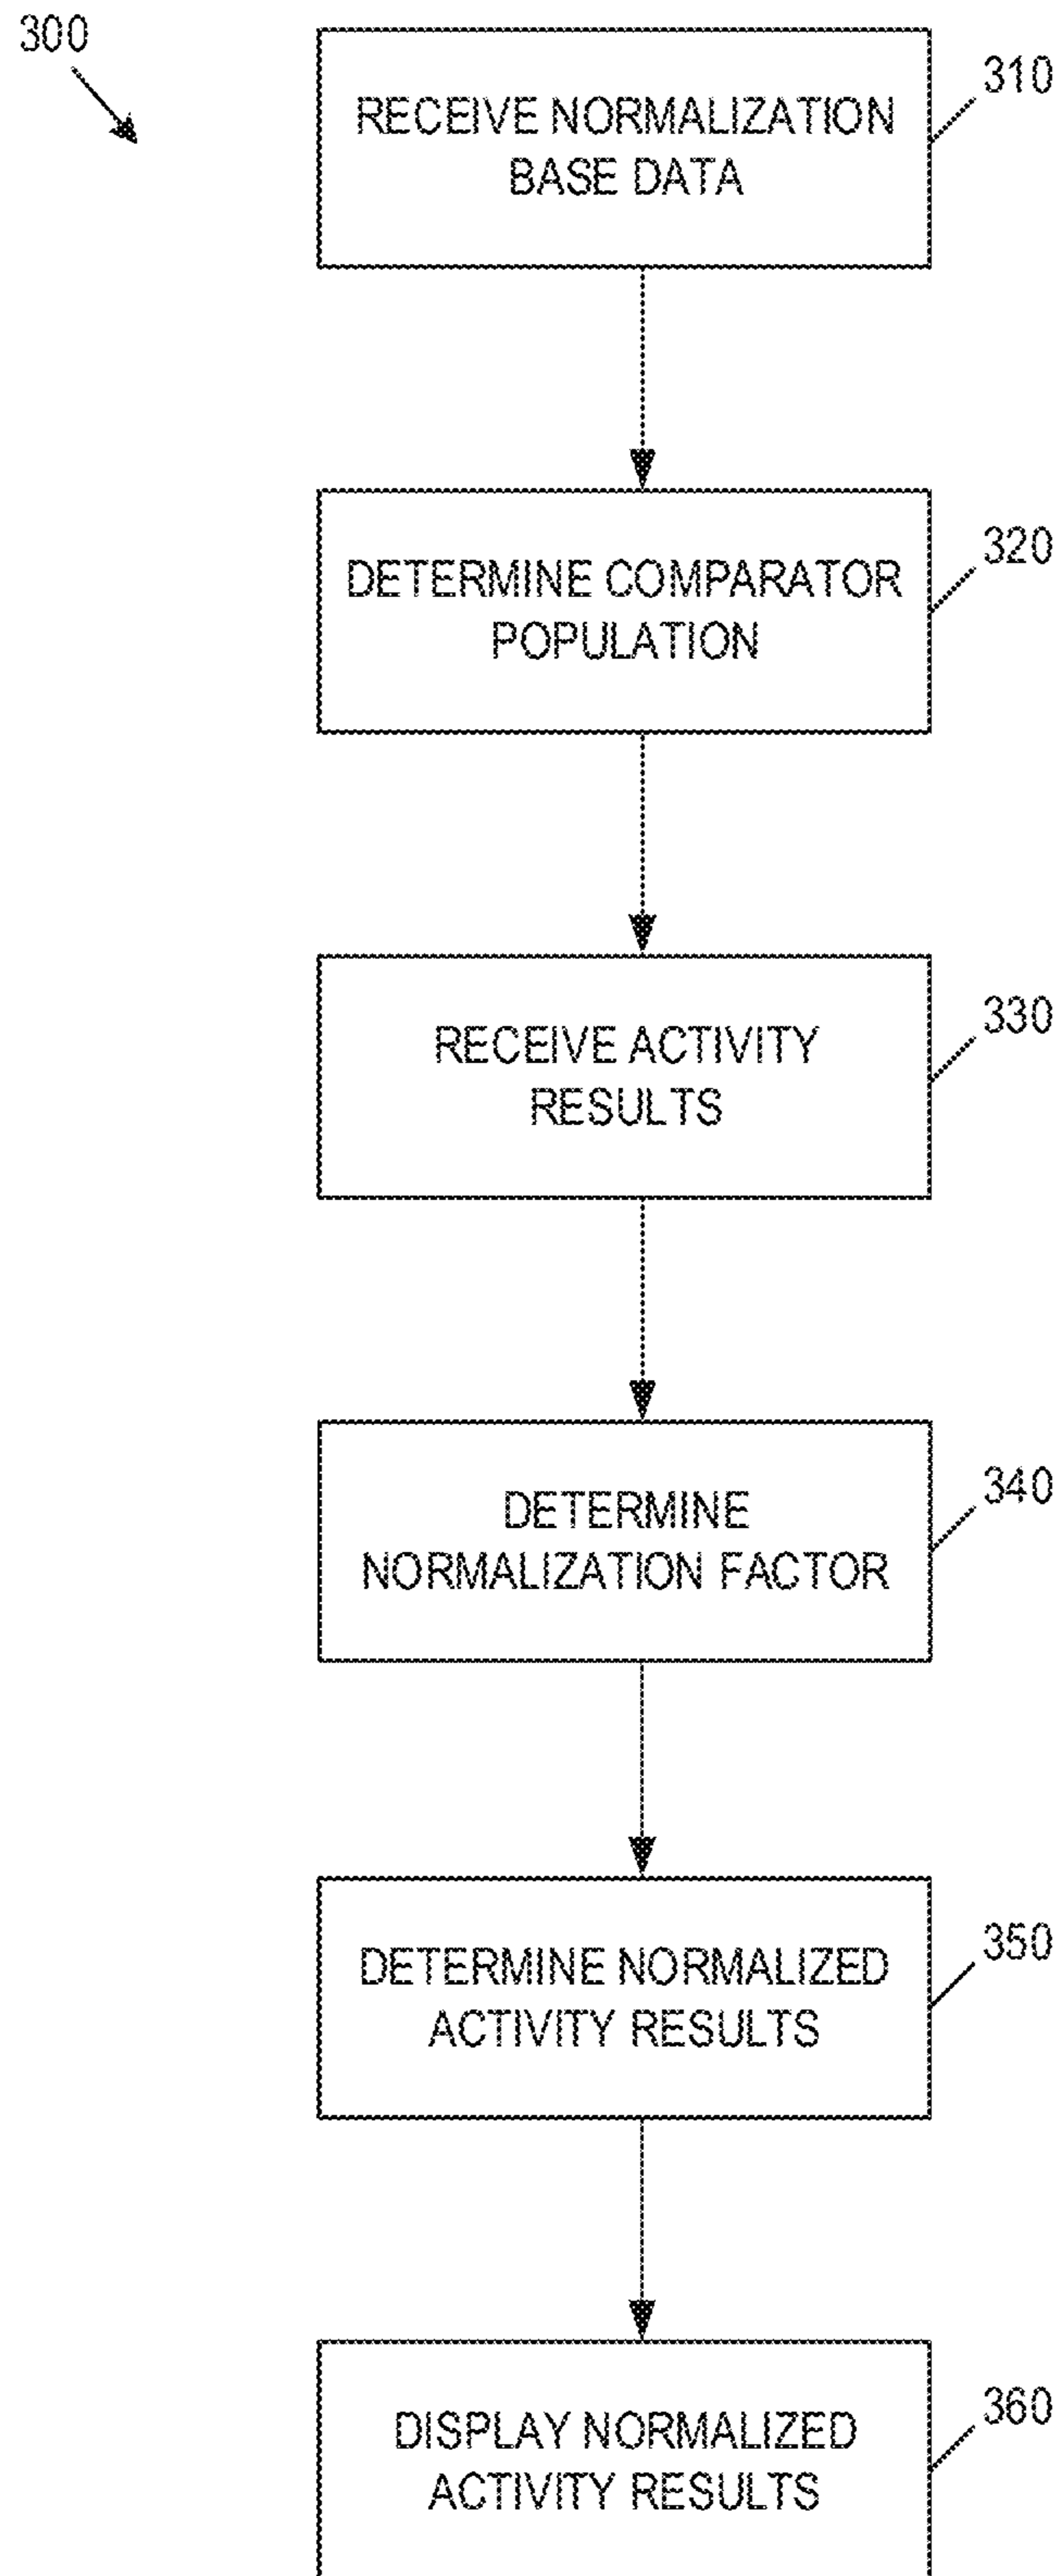 300
RECEIVE NORMALIZATION
BASE DATA
310
DETERMINE COMPARATOR
POPULATION
320
RECEIVE ACTIVITY
RESULTS
330
DETERMINE
NORMALIZATION FACTOR
340
DETERMINE NORMALIZED
ACTIVITY RESULTS
350
DISPLAY NORMALIZED
ACTIVITY RESULTS
360